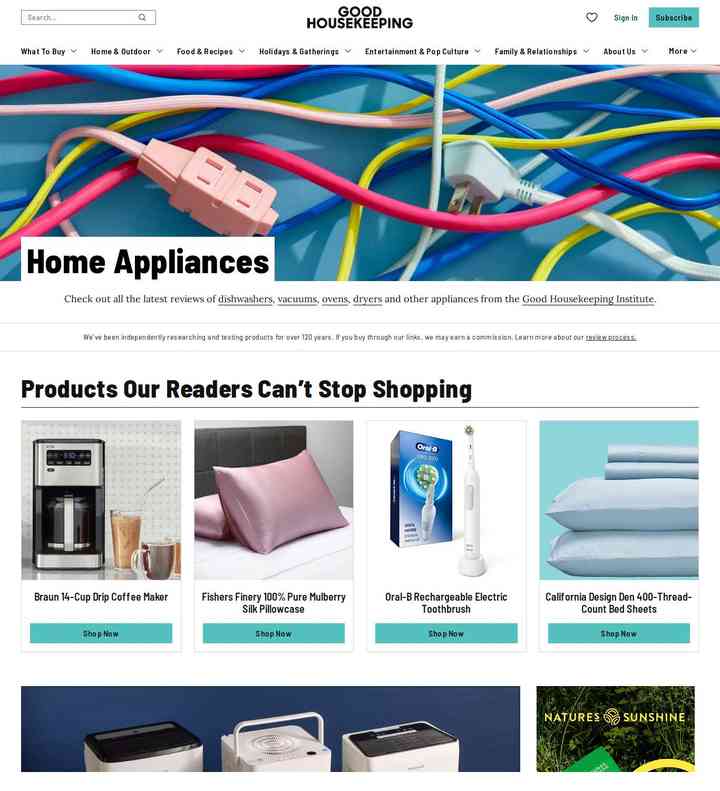 Search...
GOOD
HOUSEKEEPING
Sign In
Subscribe
What To Buy
Home & Outdoor
Food & Recipes
Holidays & Gatherings
Entertainment & Pop Culture
Family & Relationships
About Us
More
Home Appliances
Check out all the latest reviews of dishwashers, vacuums, ovens, dryers and other appliances from the Good Housekeeping Institute.
We've been independently researching and testing products for over 120 years. If you buy through our links, we may earn a commission. Learn more about our review process.
Products Our Readers Can't Stop Shopping
Oral-B
Braun 14-Cup Drip Coffee Maker
Shop Now
Fishers Finery 100% Pure Mulberry
Silk Pillowcase
Shop Now
Oral-B Rechargeable Electric
Toothbrush
Shop Now
California Design Den 400-Thread-
Count Bed Sheets
Shop Now
NATURES SUNSHINE